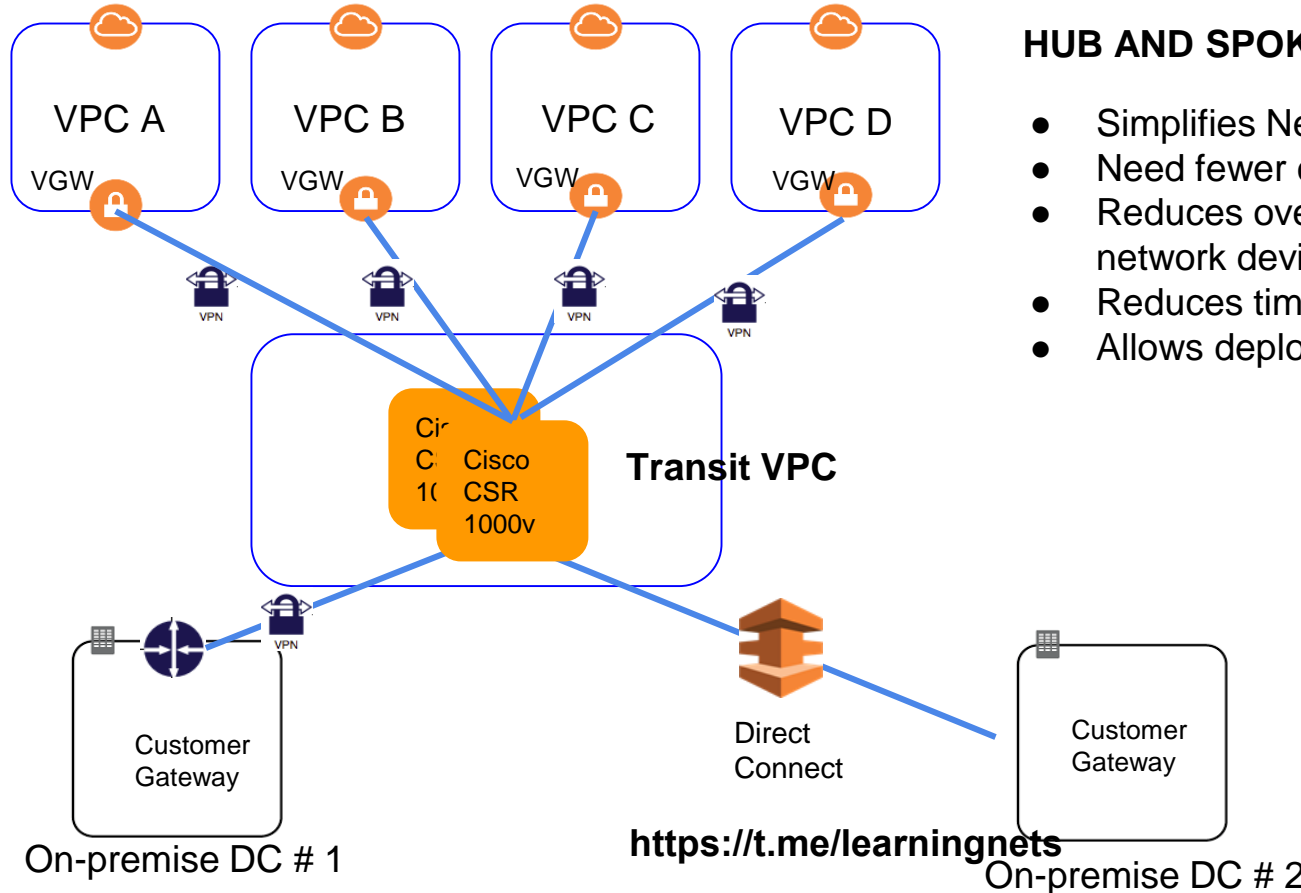 VPC A
VPC B
VPC C
VPC D
VGW
VGW
VGW
VGW
VPN
VPN
VPN
VPN
HUB AND SPOK
● Simplifies Ne
● Need fewer
● Reduces ove
network devi
● Reduces tim
● Allows deplo
Cisco
CSR
1000v
Transit VPC
VPN
Customer
Gateway
On-premise DC # 1
Direct
Connect
Customer
Gateway
https://t.me/learningnets
On-premise DC # 2